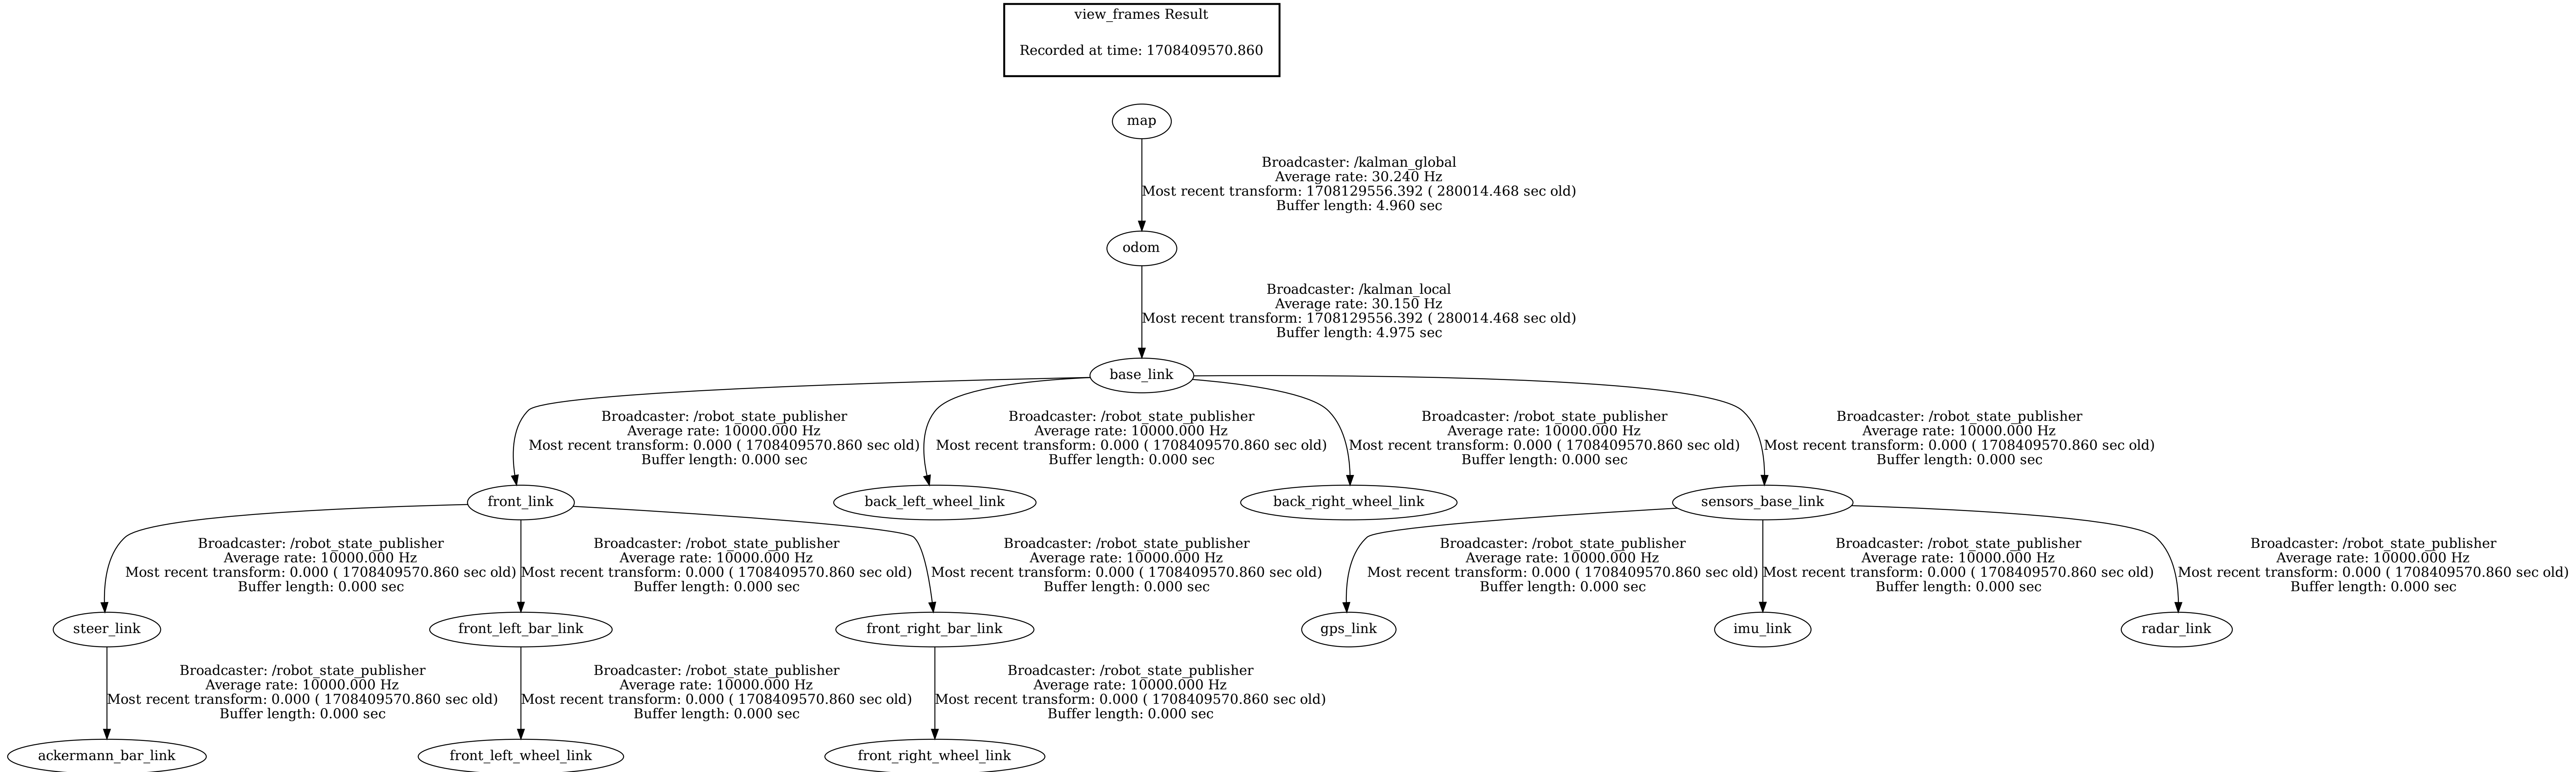 view_frames Result
Recorded at time: 1708409570.860
map
Broadcaster: /kalman_global
Average rate: 30.240 Hz
Most recent transform: 1708129556.392 ( 280014.468 sec old)
Buffer length: 4.960 sec
odom
Broadcaster: /kalman_local
Average rate: 30.150 Hz
Most recent transform: 1708129556.392 ( 280014.468 sec old)
Buffer length: 4.975 sec
base_link
Broadcaster: /robot_state_publisher
Average rate: 10000.000 Hz
Most recent transform: 0.000 ( 1708409570.860 sec old)
Buffer length: 0.000 sec
Broadcaster: /robot_state_publisher
Average rate: 10000.000 Hz
Most recent transform: 0.000 ( 1708409570.860 sec old)
Buffer length: 0.000 sec
Broadcaster: /robot_state_publisher
Average rate: 10000.000 Hz
Most recent transform: 0.000 ( 1708409570.860 sec old)
Buffer length: 0.000 sec
Broadcaster: /robot_state_publisher
Average rate: 10000.000 Hz
Most recent transform: 0.000 ( 1708409570.860 sec old)
Buffer length: 0.000 sec
front_link
back_left_wheel_link
back_right_wheel_link
sensors_base_link
Broadcaster: /robot_state_publisher
Average rate: 10000.000 Hz
Most recent transform: 0.000 ( 1708409570.860 sec old)
Buffer length: 0.000 sec
Broadcaster: /robot_state_publisher
Average rate: 10000.000 Hz
Most recent transform: 0.000 ( 1708409570.860 sec old)
Buffer length: 0.000 sec
Broadcaster: /robot_state_publisher
Average rate: 10000.000 Hz
Most recent transform: 0.000 ( 1708409570.860 sec old)
Buffer length: 0.000 sec
Broadcaster: /robot_state_publisher
Average rate: 10000.000 Hz
Most recent transform: 0.000 ( 1708409570.860 sec old)
Buffer length: 0.000 sec
Broadcaster: /robot_state_publisher
Average rate: 10000.000 Hz
Most recent transform: 0.000 ( 1708409570.860 sec old)
Buffer length: 0.000 sec
Broadcaster: /robot_state_publisher
Average rate: 10000.000 Hz
Most recent transform: 0.000 ( 1708409570.860 sec old)
Buffer length: 0.000 sec
steer_link
front_left_bar_link
front_right_bar_link
gps_link
imu_link
radar_link
Broadcaster: /robot_state_publisher
Average rate: 10000.000 Hz
Most recent transform: 0.000 ( 1708409570.860 sec old)
Buffer length: 0.000 sec
Broadcaster: /robot_state_publisher
Average rate: 10000.000 Hz
Most recent transform: 0.000 ( 1708409570.860 sec old)
Buffer length: 0.000 sec
Broadcaster: /robot_state_publisher
Average rate: 10000.000 Hz
Most recent transform: 0.000 ( 1708409570.860 sec old)
Buffer length: 0.000 sec
ackermann_bar_link
front_left_wheel_link
front_right_wheel_link